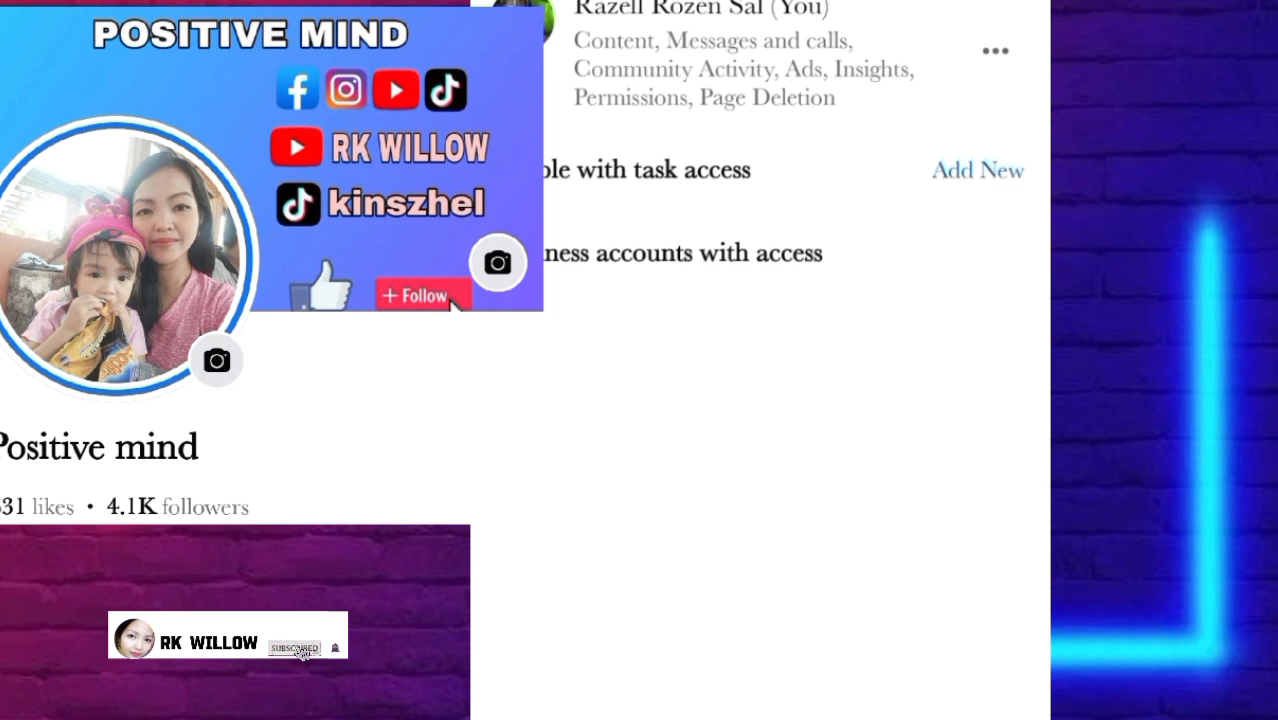 POSITIVE MIND
RK WILLOW
kinszhel
+ Follow
Positive mind
31 likes • 4.1K followers
RK WILLOW
SUBSCRIBED
Razell Rozen Sal (You)
Content, Messages and calls,
Community Activity, Ads, Insights,
Permissions, Page Deletion
ple with task access
Add New
ness accounts with access